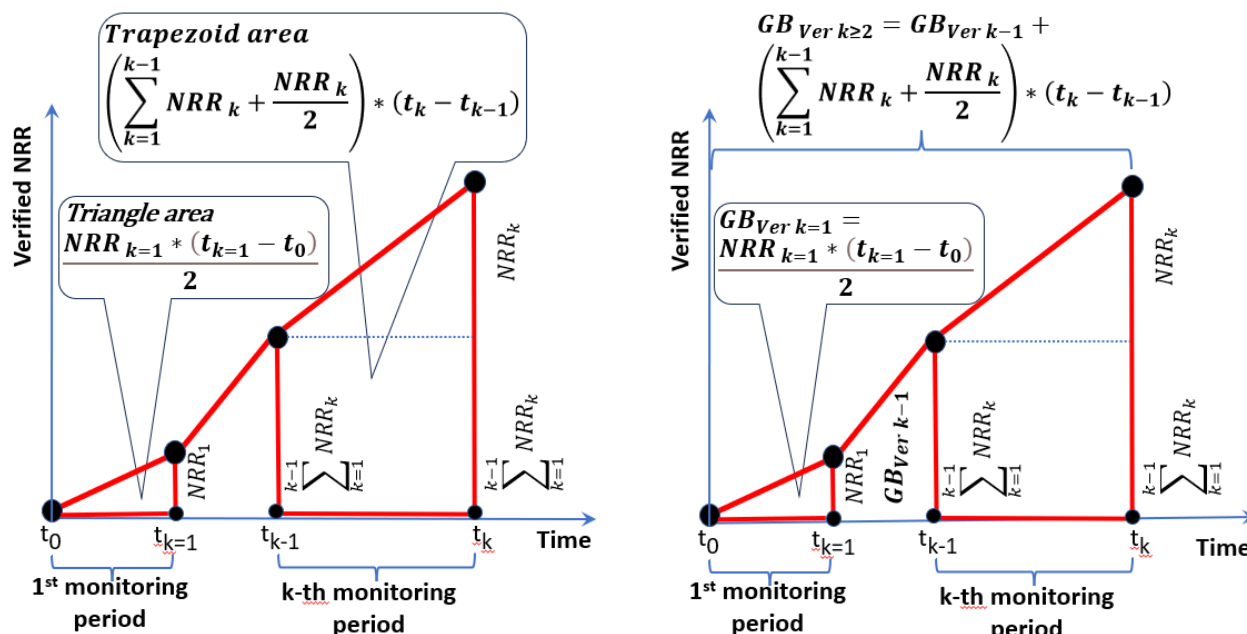 Trapezoid area
(∑_{k=1}^{k-1} NRR_k + NRR_k/2) * (t_k − t_{k-1})
Triangle area
NRR_{k=1} * (t_{k=1} − t_0)
2
Verified NRR
NRR_1
∑_{k=1}^{k-1} NRR_k
NRR_k
∑_{k=1}^{k-1} NRR_k
t_0
t_{k=1}
t_{k-1}
t_k
Time
1st monitoring
period
k-th monitoring
period
GB_{Ver k≥2} = GB_{Ver k-1} +
(∑_{k=1}^{k-1} NRR_k + NRR_k/2) * (t_k − t_{k-1})
GB_{Ver k=1} =
NRR_{k=1} * (t_{k=1} − t_0)
2
Verified NRR
NRR_1
GB_{Ver k-1}
∑_{k=1}^{k-1} NRR_k
NRR_k
∑_{k=1}^{k-1} NRR_k
t_0
t_{k=1}
t_{k-1}
t_k
Time
1st monitoring
period
k-th monitoring
period